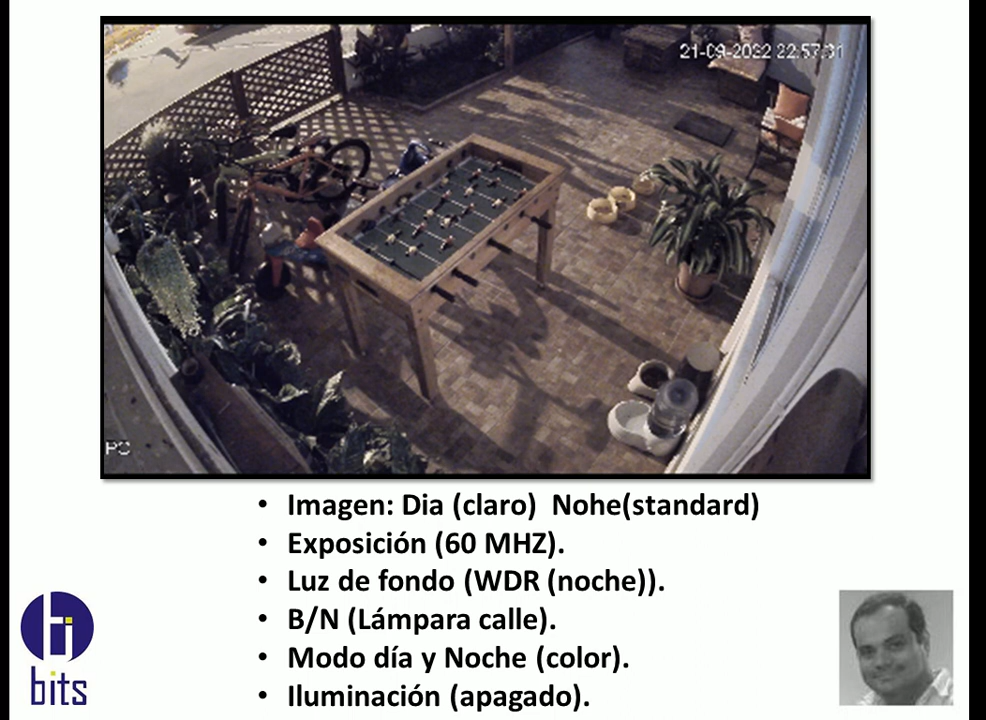 21-09-2022 22:57:31
PC
• Imagen: Dia (claro)  Nohe(standard)
• Exposición (60 MHZ).
• Luz de fondo (WDR (noche)).
• B/N (Lámpara calle).
• Modo día y Noche (color).
• Iluminación (apagado).
bi
bits